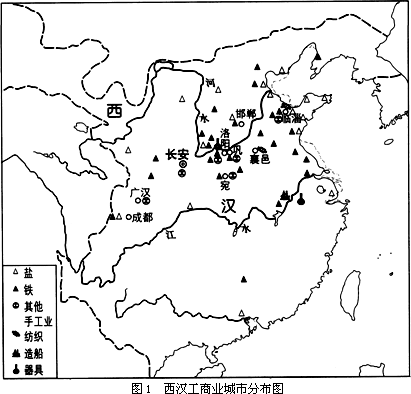 西
汉
河
水
江
水
邯郸
临淄
洛阳
襄邑
长安
宛
广汉
成都
盐
铁
其他
手工业
纺织
造船
器具
图1 西汉工商业城市分布图